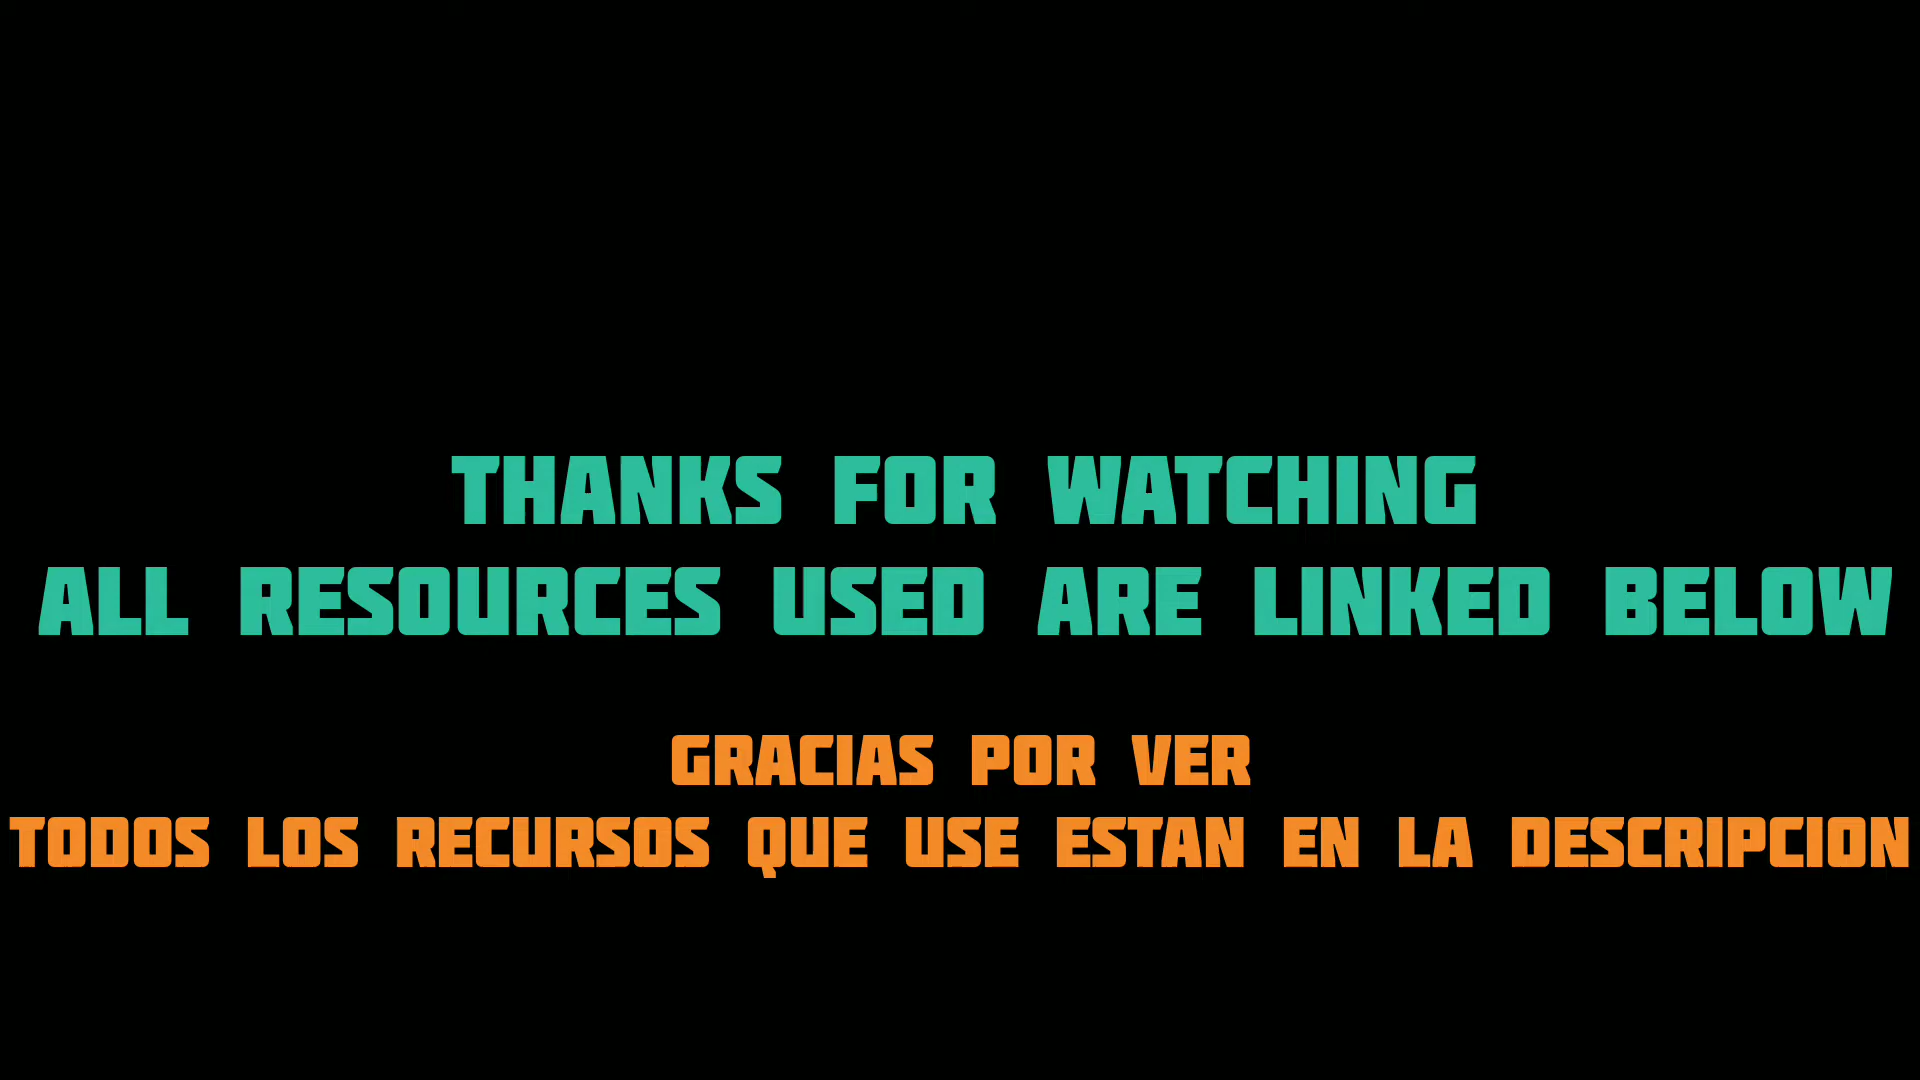 THANKS FOR WATCHING
ALL RESOURCES USED ARE LINKED BELOW
GRACIAS POR VER
TODOS LOS RECURSOS QUE USE ESTAN EN LA DESCRIPCION